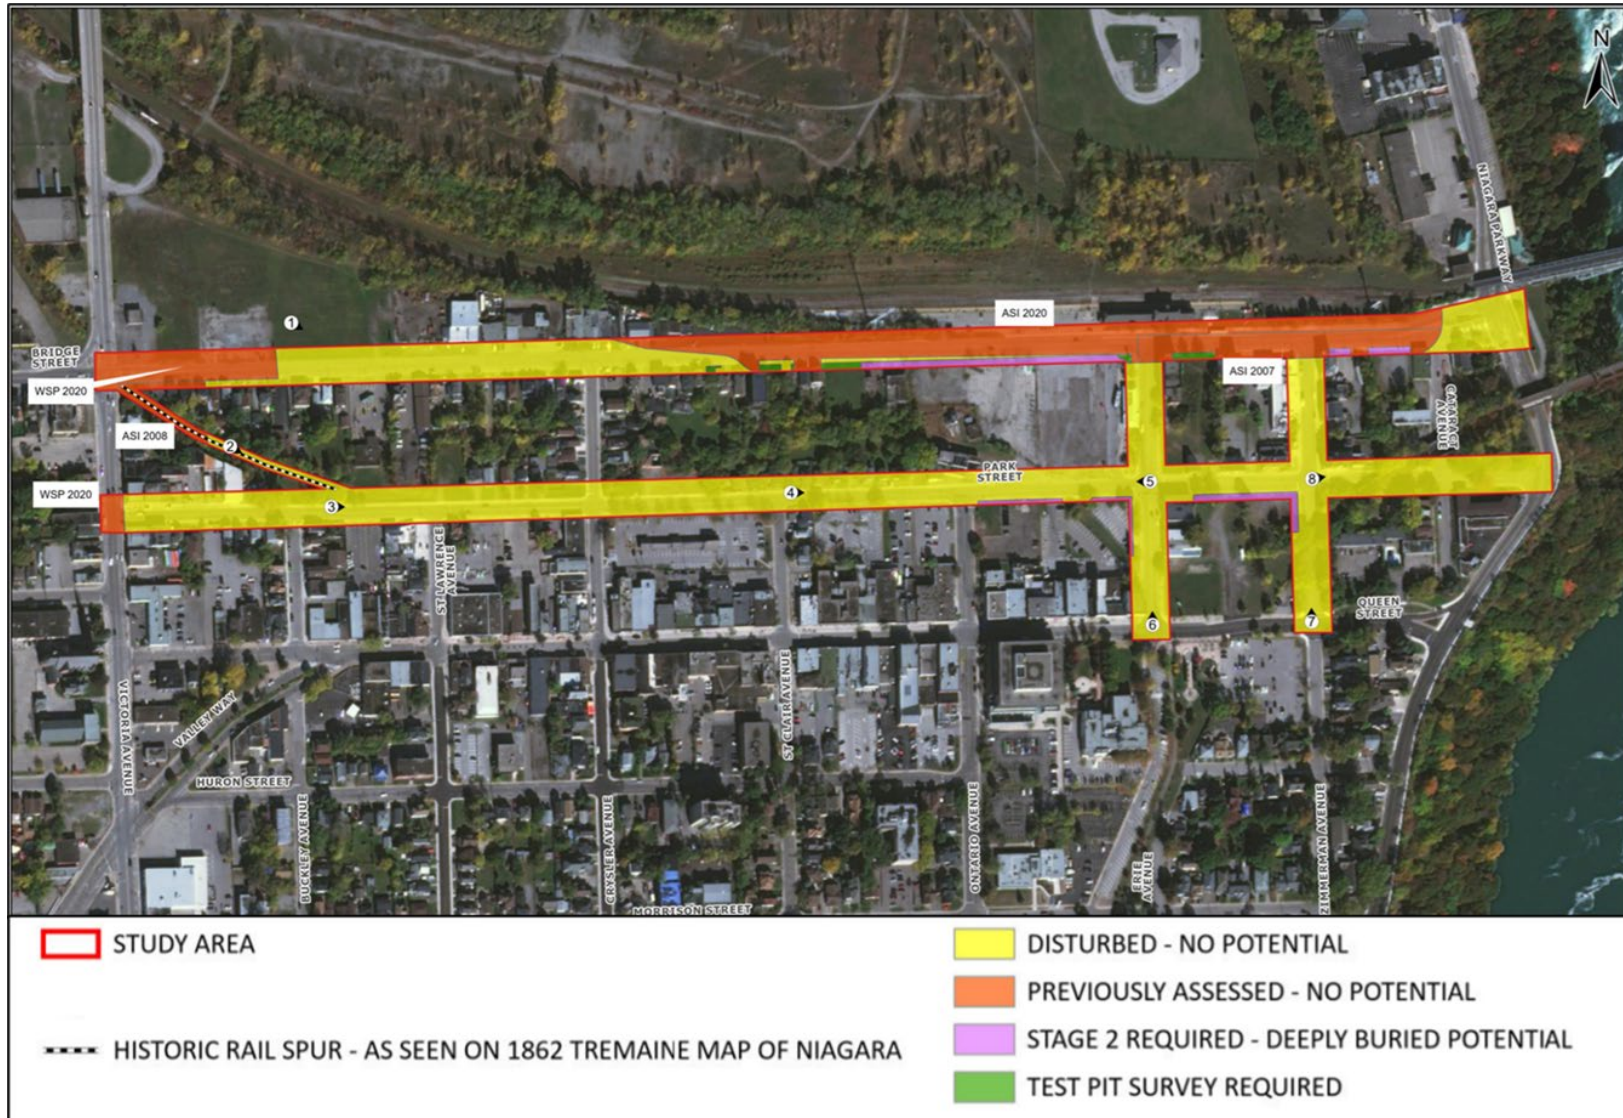 N
NIAGARA PARKWAY
1
ASI 2020
BRIDGE
STREET
WSP 2020
ASI 2007
CATARACT
AVENUE
ASI 2008
2
WSP 2020
3
4
PARK
STREET
5
8
ST LAWRENCE
AVENUE
6
7
QUEEN
STREET
VICTORIA AVENUE
VALLEY WAY
HURON STREET
BUCKLEY AVENUE
CRYSLER AVENUE
ST CLAIR AVENUE
ONTARIO AVENUE
ERIE
AVENUE
ZIMMERMAN AVENUE
MORRISON STREET
STUDY AREA
HISTORIC RAIL SPUR - AS SEEN ON 1862 TREMAINE MAP OF NIAGARA
DISTURBED - NO POTENTIAL
PREVIOUSLY ASSESSED - NO POTENTIAL
STAGE 2 REQUIRED - DEEPLY BURIED POTENTIAL
TEST PIT SURVEY REQUIRED